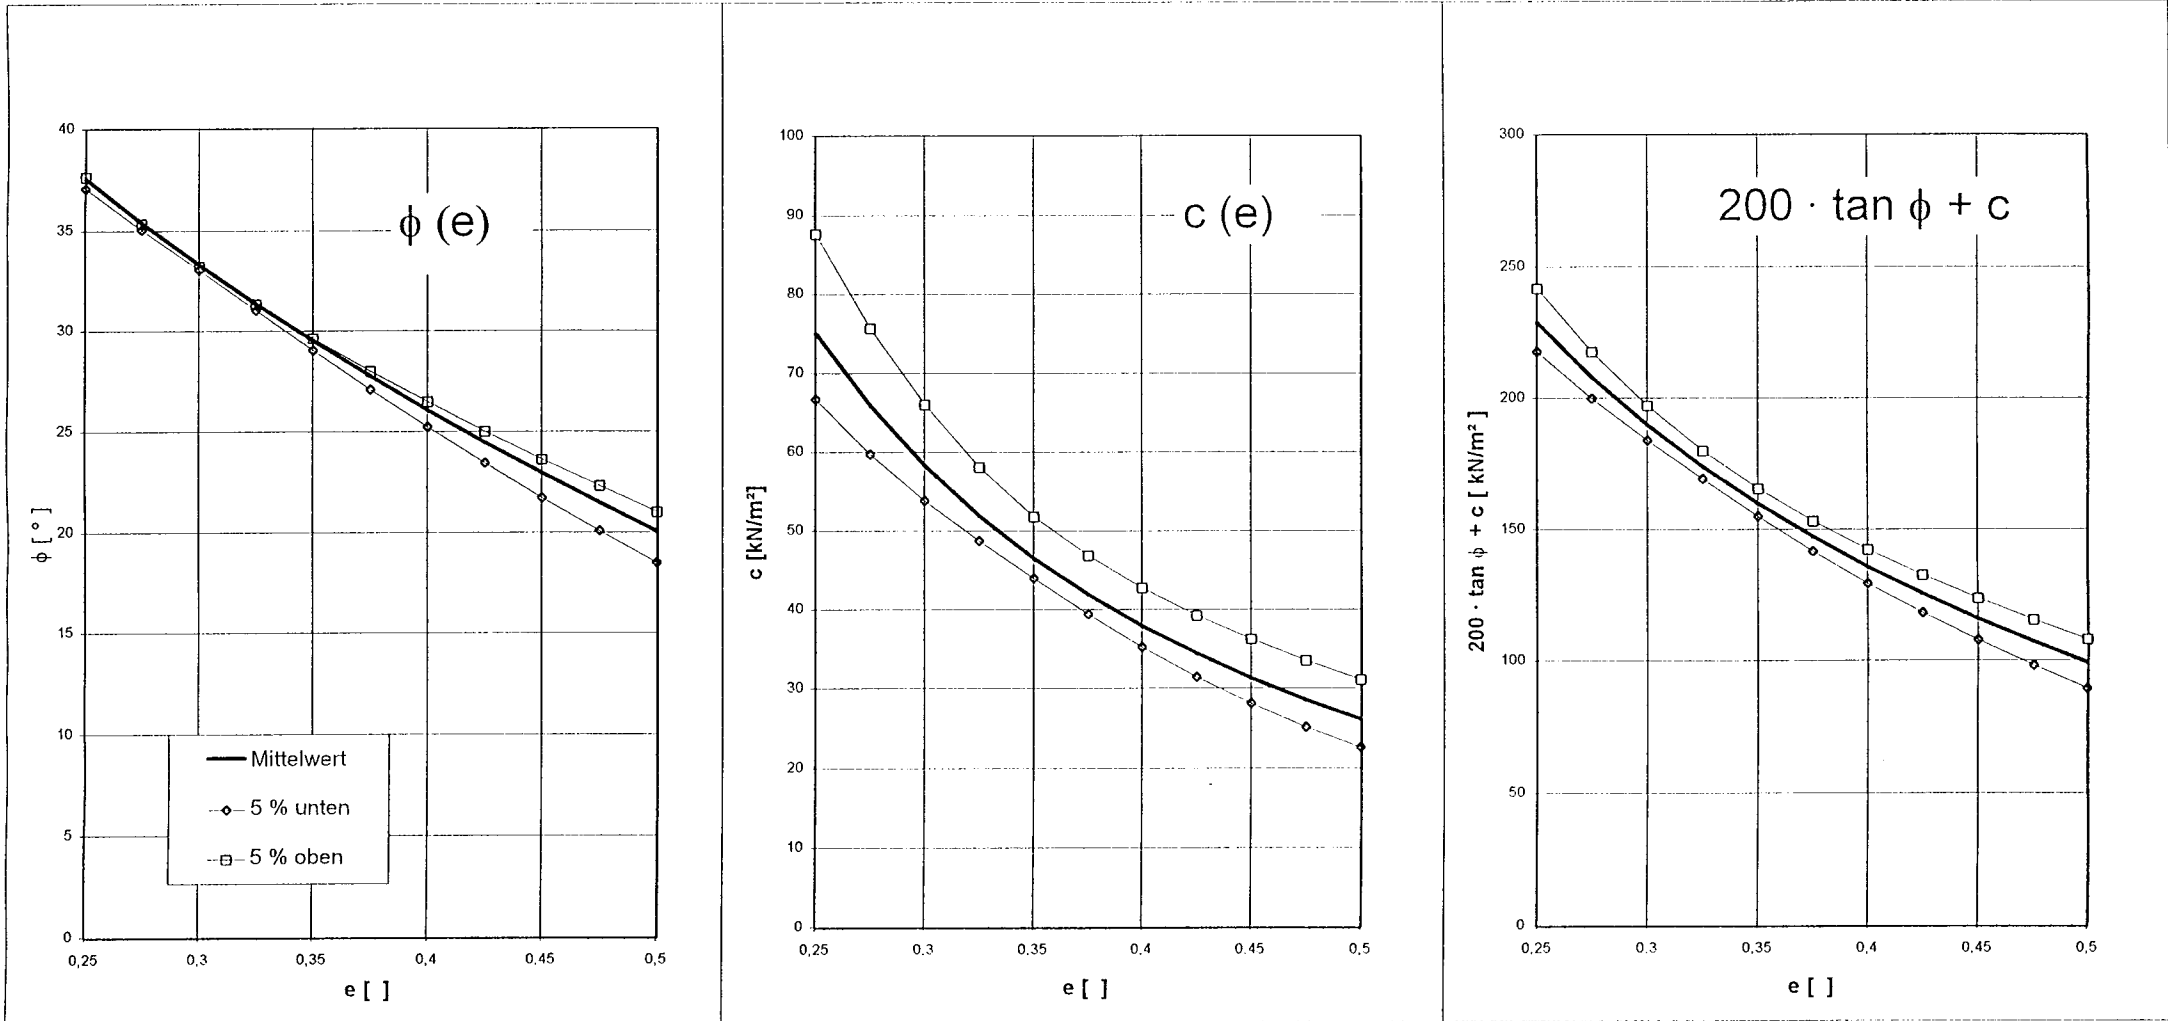 ϕ (e)
40
35
30
25
20
15
10
5
0
ϕ [ ° ]
Mittelwert
5 % unten
5 % oben
0,25 0,3 0,35 0,4 0,45 0,5
e [ ]
c (e)
100
90
80
70
60
50
40
30
20
10
0
c [kN/m²]
0,25 0,3 0,35 0,4 0,45 0,5
e [ ]
200 · tan ϕ + c
300
250
200
150
100
50
0
200 · tan ϕ + c [ kN/m² ]
0,25 0,3 0,35 0,4 0,45 0,5
e [ ]